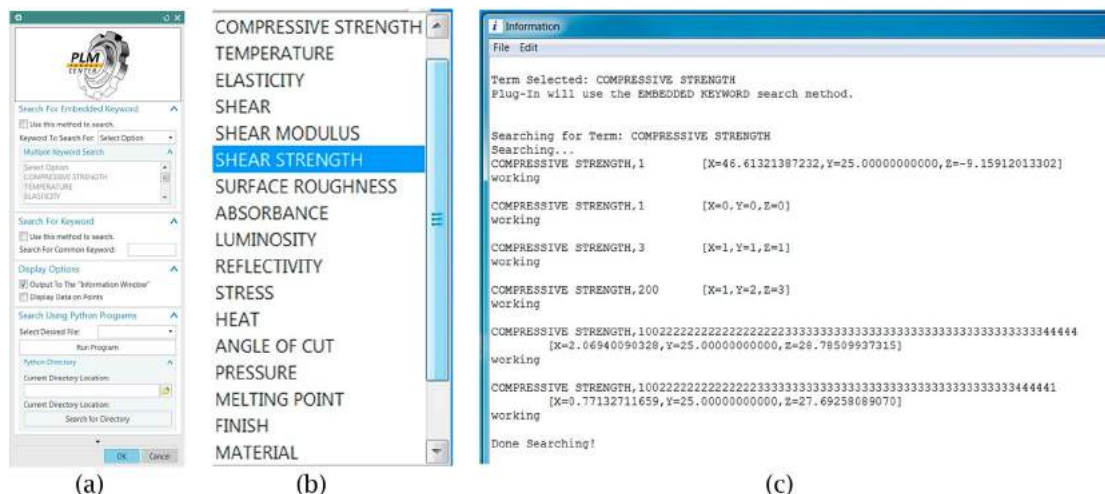 PLM
CENTER
Search For Embedded Keyword
Use this method to search.
Keyword To Search For: Select Option
Multiple Keyword Search
Select Option
COMPRESSIVE STRENGTH
TEMPERATURE
ELASTICITY
Search For Keyword
Use this method to search.
Search For Common Keyword:
Display Options
Output To The "Information Window"
Display Data on Points
Search Using Python Programs
Select Desired File:
Run Program
Python Directory
Current Directory Location:
Current Directory Location:
Search for Directory
OK Cancel
(a)
COMPRESSIVE STRENGTH
TEMPERATURE
ELASTICITY
SHEAR
SHEAR MODULUS
SHEAR STRENGTH
SURFACE ROUGHNESS
ABSORBANCE
LUMINOSITY
REFLECTIVITY
STRESS
HEAT
ANGLE OF CUT
PRESSURE
MELTING POINT
FINISH
MATERIAL
(b)
i Information
File Edit
Term Selected: COMPRESSIVE STRENGTH
Plug-In will use the EMBEDDED KEYWORD search method.
Searching for Term: COMPRESSIVE STRENGTH
Searching...
COMPRESSIVE STRENGTH,1 [X=46.61321387232,Y=25.00000000000,Z=-9.15912013302]
working
COMPRESSIVE STRENGTH,1 [X=0,Y=0,Z=0]
working
COMPRESSIVE STRENGTH,3 [X=1,Y=1,Z=1]
working
COMPRESSIVE STRENGTH,200 [X=1,Y=2,Z=3]
working
COMPRESSIVE STRENGTH,
[X=2.06940090328,Y=25.00000000000,Z=28.78509937315]
working
COMPRESSIVE STRENGTH,
[X=0.77132711659,Y=25.00000000000,Z=27.69258089070]
working
Done Searching!
(c)